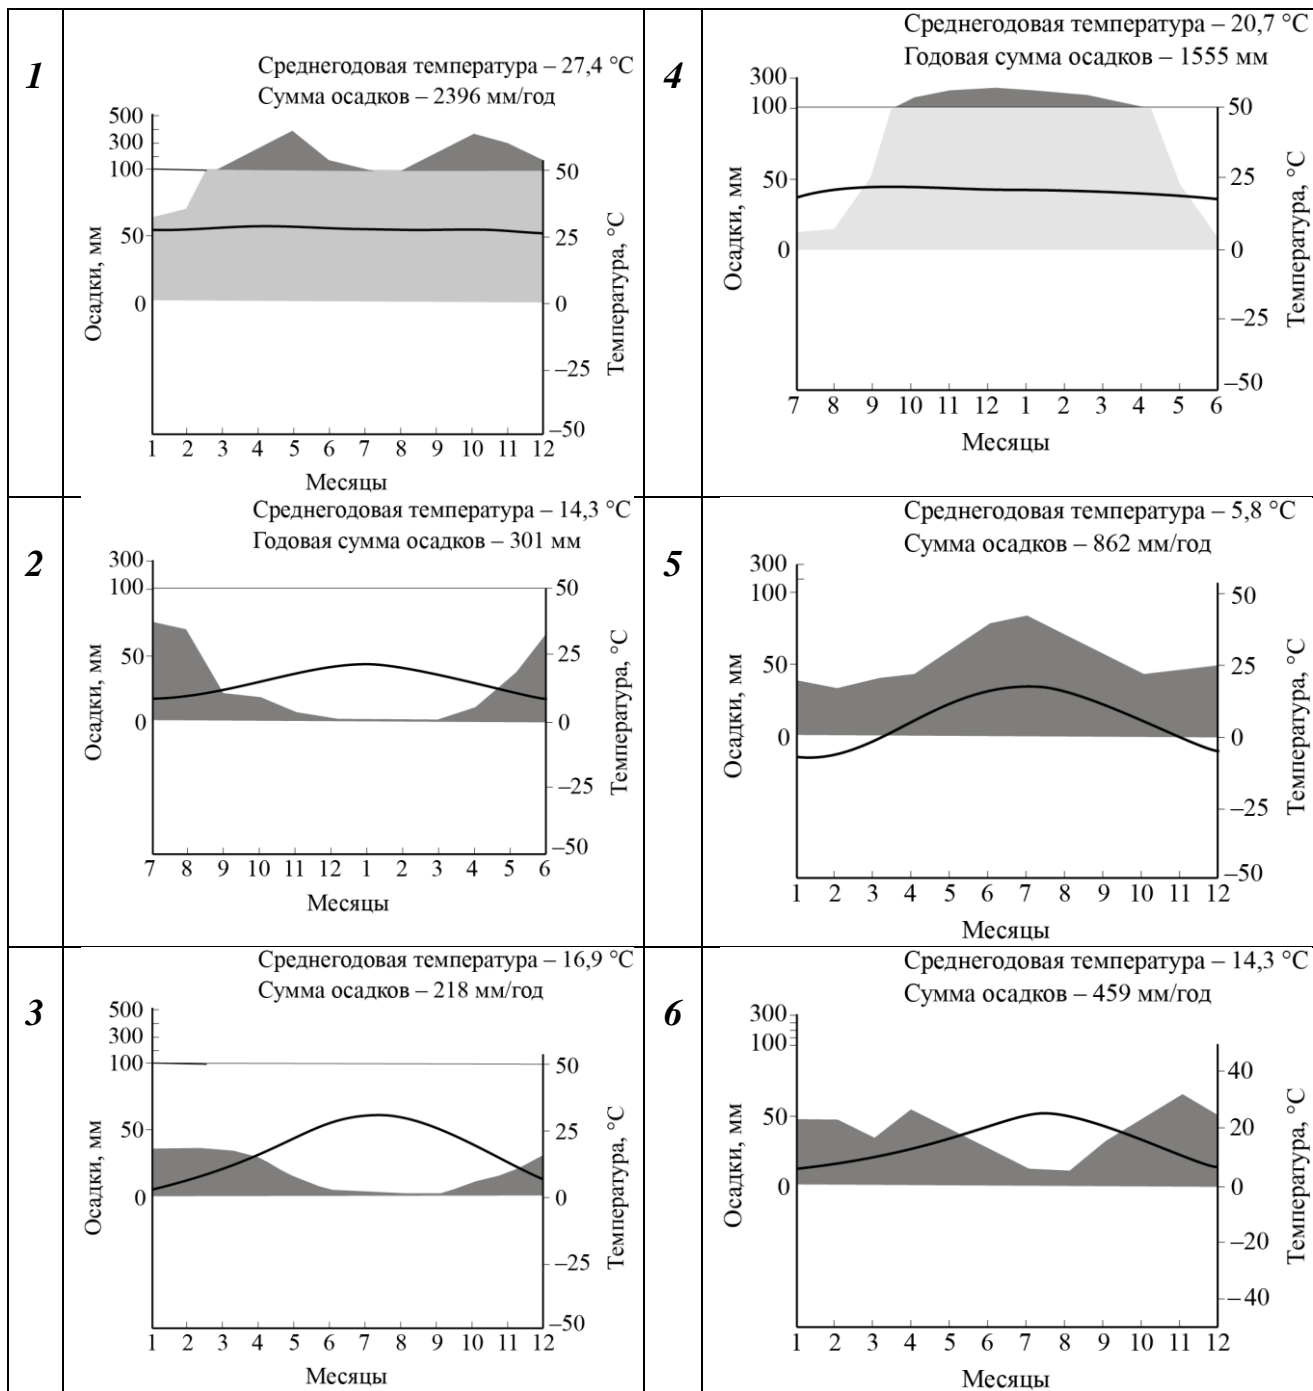 1
Среднегодовая температура – 27,4 °C
Сумма осадков – 2396 мм/год
500
300
100
50
0
Осадки, мм
50
25
0
–25
–50
Температура, °C
1 2 3 4 5 6 7 8 9 10 11 12
Месяцы
4
Среднегодовая температура – 20,7 °C
Годовая сумма осадков – 1555 мм
300
100
50
0
Осадки, мм
50
25
0
–25
–50
Температура, °C
7 8 9 10 11 12 1 2 3 4 5 6
Месяцы
2
Среднегодовая температура – 14,3 °C
Годовая сумма осадков – 301 мм
300
100
50
0
Осадки, мм
50
25
0
–25
–50
Температура, °C
7 8 9 10 11 12 1 2 3 4 5 6
Месяцы
5
Среднегодовая температура – 5,8 °C
Сумма осадков – 862 мм/год
300
100
50
0
Осадки, мм
50
25
0
–25
–50
Температура, °C
1 2 3 4 5 6 7 8 9 10 11 12
Месяцы
3
Среднегодовая температура – 16,9 °C
Сумма осадков – 218 мм/год
500
300
100
50
0
Осадки, мм
50
25
0
–25
–50
Температура, °C
1 2 3 4 5 6 7 8 9 10 11 12
Месяцы
6
Среднегодовая температура – 14,3 °C
Сумма осадков – 459 мм/год
300
100
50
0
Осадки, мм
40
20
0
–20
–40
Температура, °C
1 2 3 4 5 6 7 8 9 10 11 12
Месяцы